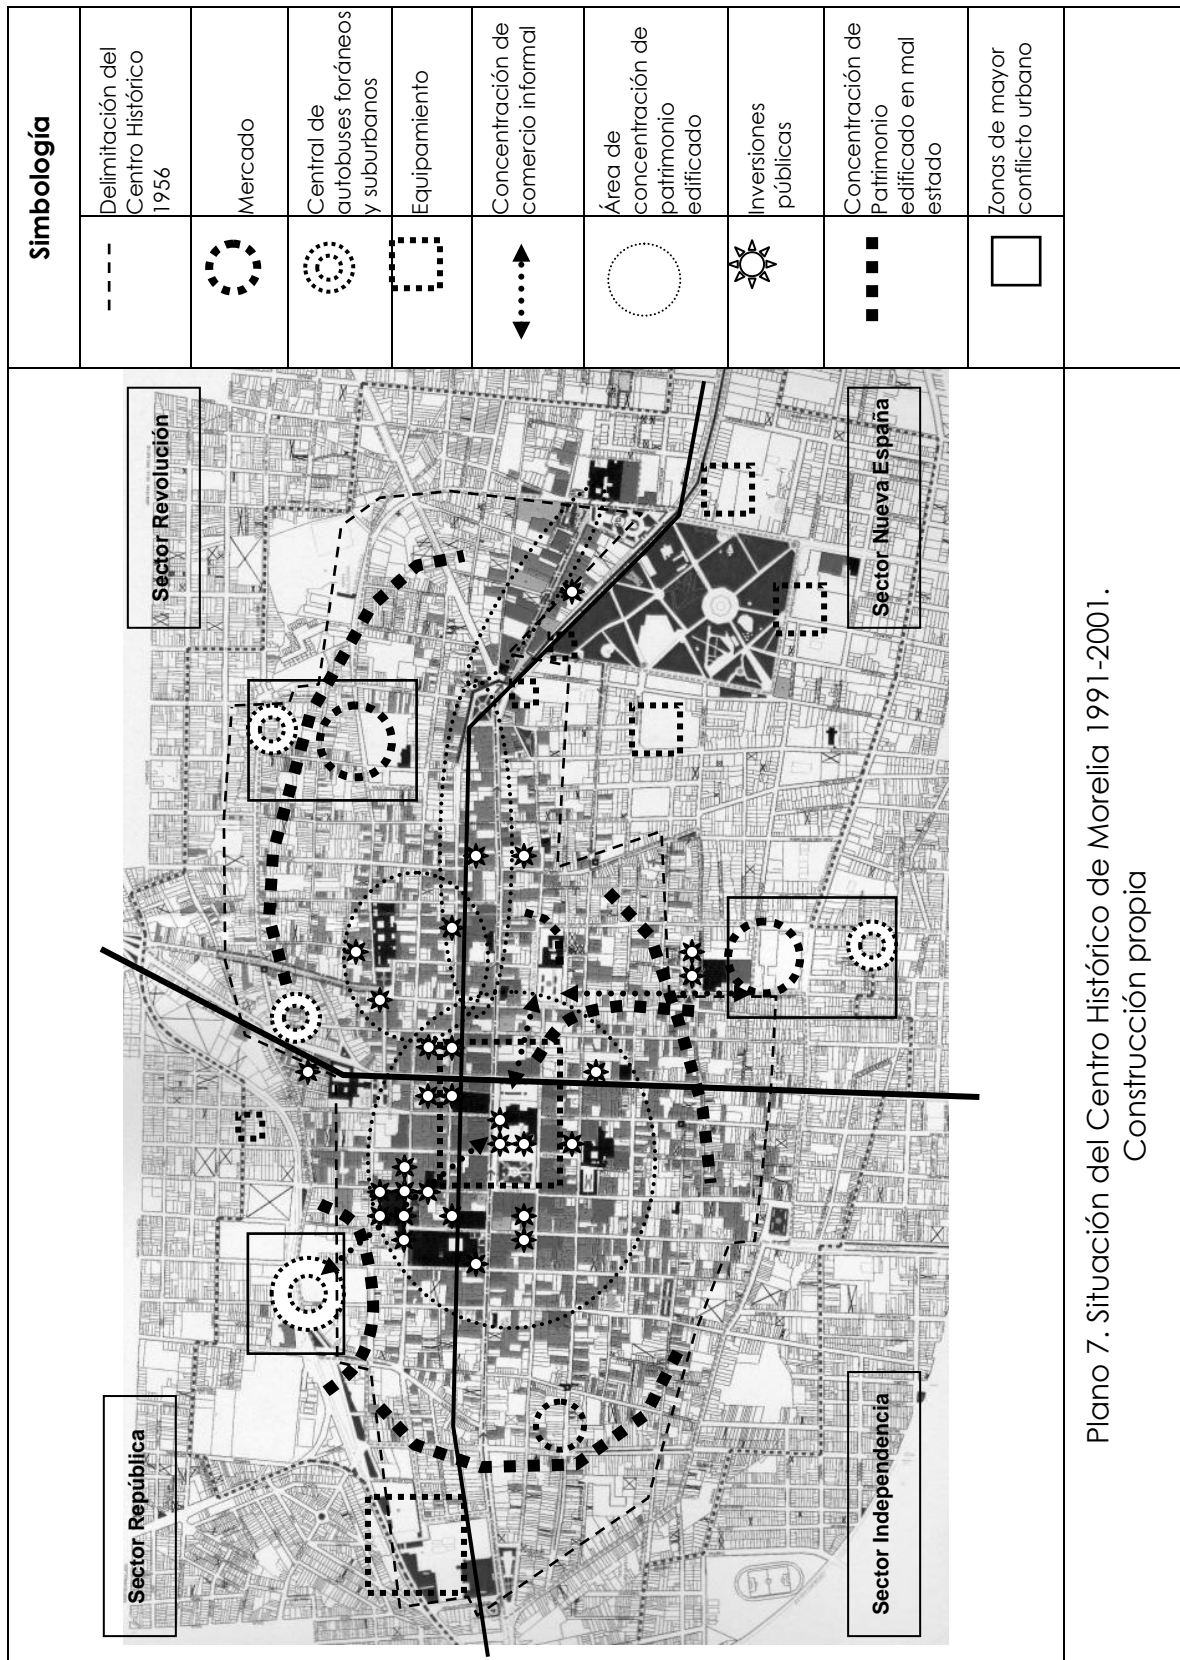 Simbología
Delimitación del
Centro Histórico
1956
Mercado
Central de
autobuses foráneos
y suburbanos
Equipamiento
Concentración de
comercio informal
Área de
concentración de
patrimonio
edificado
Inversiones
públicas
Concentración de
Patrimonio
edificado en mal
estado
Zonas de mayor
conflicto urbano
Sector República
Sector Revolución
Sector Independencia
Sector Nueva España
Plano 7. Situación del Centro Histórico de Morelia 1991-2001.
Construcción propia